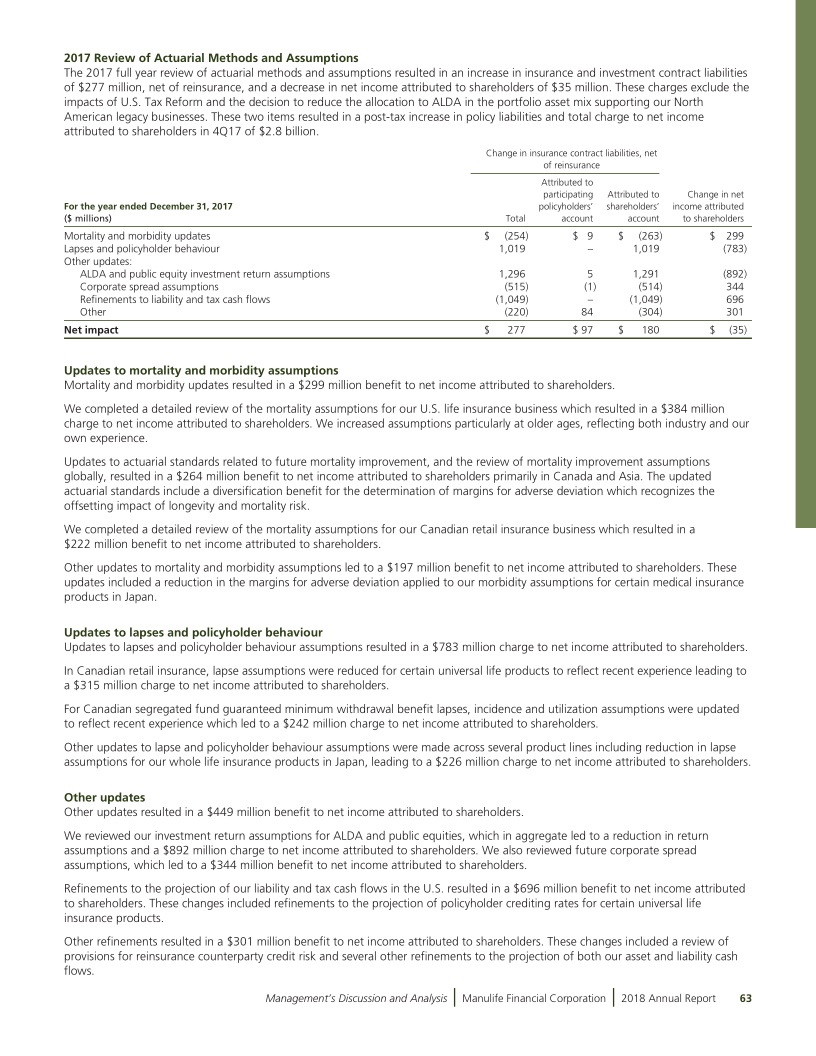 2017 Review of Actuarial Methods and Assumptions
The 2017 full year review of actuarial methods and assumptions resulted in an increase in insurance and investment contract liabilities
of $277 million, net of reinsurance, and a decrease in net income attributed to shareholders of $35 million. These charges exclude the
impacts of U.S. Tax Reform and the decision to reduce the allocation to ALDA in the portfolio asset mix supporting our North
American legacy businesses. These two items resulted in a post-tax increase in policy liabilities and total charge to net income
attributed to shareholders in 4Q17 of $2.8 billion.
Change in insurance contract liabilities, net
of reinsurance
For the year ended December 31, 2017
($ millions)
Total
Attributed to
participating
policyholders’
account
Attributed to
shareholders’
account
Change in net
income attributed
to shareholders
Mortality and morbidity updates $ (254) $ 9 $ (263) $ 299
Lapses and policyholder behaviour 1,019 – 1,019 (783)
Other updates:
ALDA and public equity investment return assumptions 1,296 5 1,291 (892)
Corporate spread assumptions (515) (1) (514) 344
Refinements to liability and tax cash flows (1,049) – (1,049) 696
Other (220) 84 (304) 301
Net impact $ 277 $ 97 $ 180 $ (35)
Updates to mortality and morbidity assumptions
Mortality and morbidity updates resulted in a $299 million benefit to net income attributed to shareholders.
We completed a detailed review of the mortality assumptions for our U.S. life insurance business which resulted in a $384 million
charge to net income attributed to shareholders. We increased assumptions particularly at older ages, reflecting both industry and our
own experience.
Updates to actuarial standards related to future mortality improvement, and the review of mortality improvement assumptions
globally, resulted in a $264 million benefit to net income attributed to shareholders primarily in Canada and Asia. The updated
actuarial standards include a diversification benefit for the determination of margins for adverse deviation which recognizes the
offsetting impact of longevity and mortality risk.
We completed a detailed review of the mortality assumptions for our Canadian retail insurance business which resulted in a
$222 million benefit to net income attributed to shareholders.
Other updates to mortality and morbidity assumptions led to a $197 million benefit to net income attributed to shareholders. These
updates included a reduction in the margins for adverse deviation applied to our morbidity assumptions for certain medical insurance
products in Japan.
Updates to lapses and policyholder behaviour
Updates to lapses and policyholder behaviour assumptions resulted in a $783 million charge to net income attributed to shareholders.
In Canadian retail insurance, lapse assumptions were reduced for certain universal life products to reflect recent experience leading to
a $315 million charge to net income attributed to shareholders.
For Canadian segregated fund guaranteed minimum withdrawal benefit lapses, incidence and utilization assumptions were updated
to reflect recent experience which led to a $242 million charge to net income attributed to shareholders.
Other updates to lapse and policyholder behaviour assumptions were made across several product lines including reduction in lapse
assumptions for our whole life insurance products in Japan, leading to a $226 million charge to net income attributed to shareholders.
Other updates
Other updates resulted in a $449 million benefit to net income attributed to shareholders.
We reviewed our investment return assumptions for ALDA and public equities, which in aggregate led to a reduction in return
assumptions and a $892 million charge to net income attributed to shareholders. We also reviewed future corporate spread
assumptions, which led to a $344 million benefit to net income attributed to shareholders.
Refinements to the projection of our liability and tax cash flows in the U.S. resulted in a $696 million benefit to net income attributed
to shareholders. These changes included refinements to the projection of policyholder crediting rates for certain universal life
insurance products.
Other refinements resulted in a $301 million benefit to net income attributed to shareholders. These changes included a review of
provisions for reinsurance counterparty credit risk and several other refinements to the projection of both our asset and liability cash
flows.
Management’s Discussion and Analysis | Manulife Financial Corporation | 2018 Annual Report 63